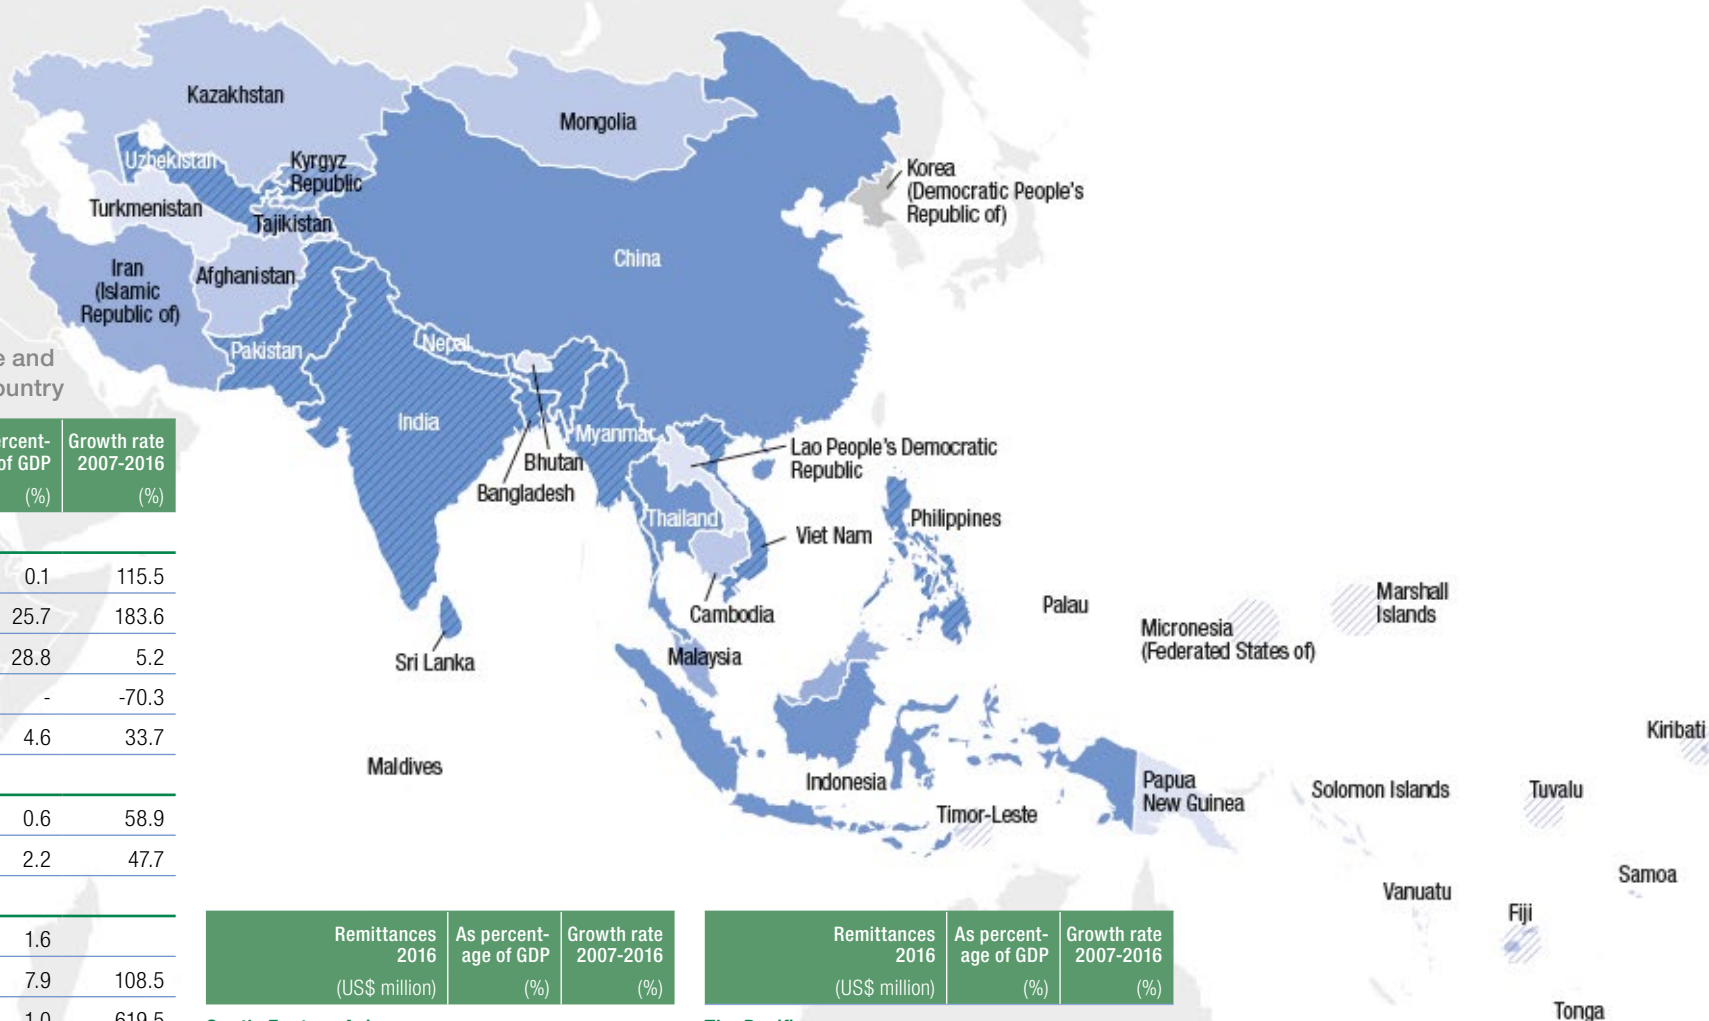 Kazakhstan
Mongolia
Uzbekistan
Kyrgyz
Republic
Korea
(Democratic People's
Republic of)
Turkmenistan
Tajikistan
China
Iran
(Islamic
Republic of)
Afghanistan
Pakistan
Nepal
India
Myanmar
Bhutan
Bangladesh
Lao People's Democratic
Republic
Thailand
Philippines
Viet Nam
Cambodia
Sri Lanka
Malaysia
Palau
Micronesia
(Federated States of)
Marshall
Islands
Maldives
Indonesia
Timor-Leste
Papua
New Guinea
Kiribati
Solomon Islands
Tuvalu
Samoa
Vanuatu
Fiji
Tonga
e and
ountry
ercent- Growth rate
of GDP 2007-2016
(%) (%)
0.1 115.5
25.7 183.6
28.8 5.2
- -70.3
4.6 33.7
0.6 58.9
2.2 47.7
1.6
7.9 108.5
1.0 619.5
Remittances As percent- Growth rate
2016 age of GDP 2007-2016
(US$ million) (%) (%)
Remittances As percent- Growth rate
2016 age of GDP 2007-2016
(US$ million) (%) (%)